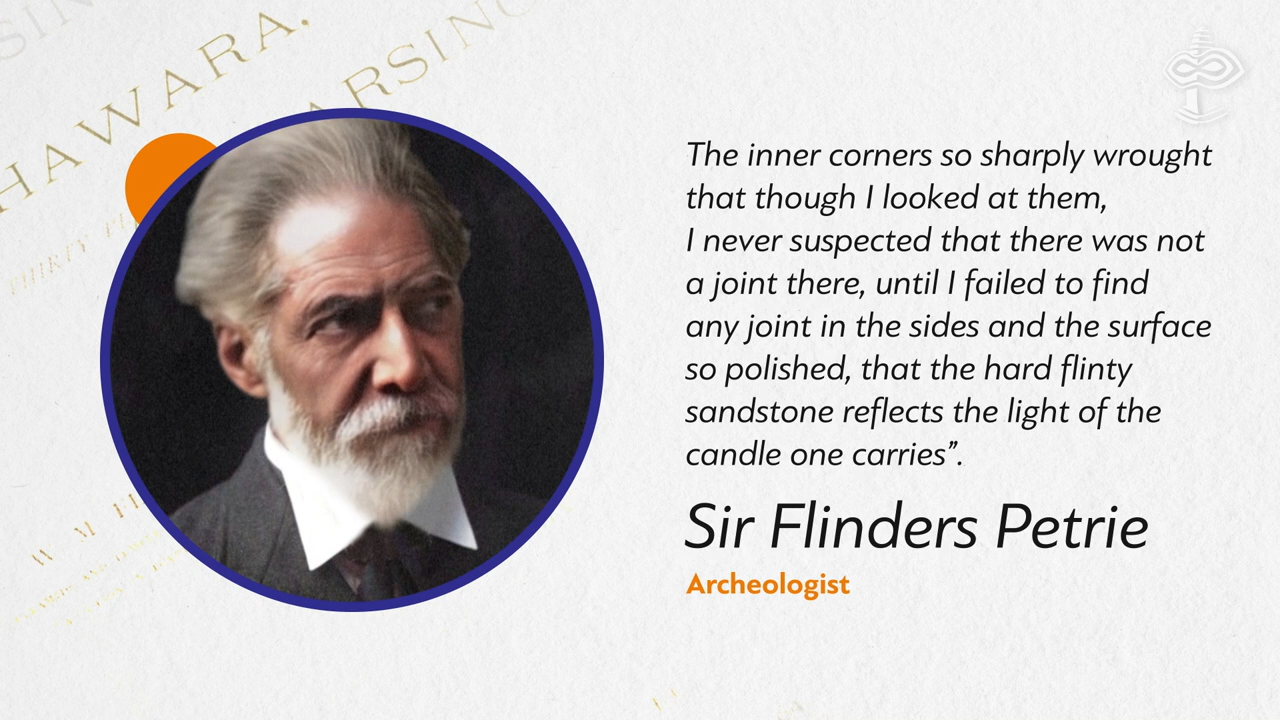 HAWARA.
ARSINO
The inner corners so sharply wrought
that though I looked at them,
I never suspected that there was not
a joint there, until I failed to find
any joint in the sides and the surface
so polished, that the hard flinty
sandstone reflects the light of the
candle one carries”.
Sir Flinders Petrie
Archeologist
W. M.